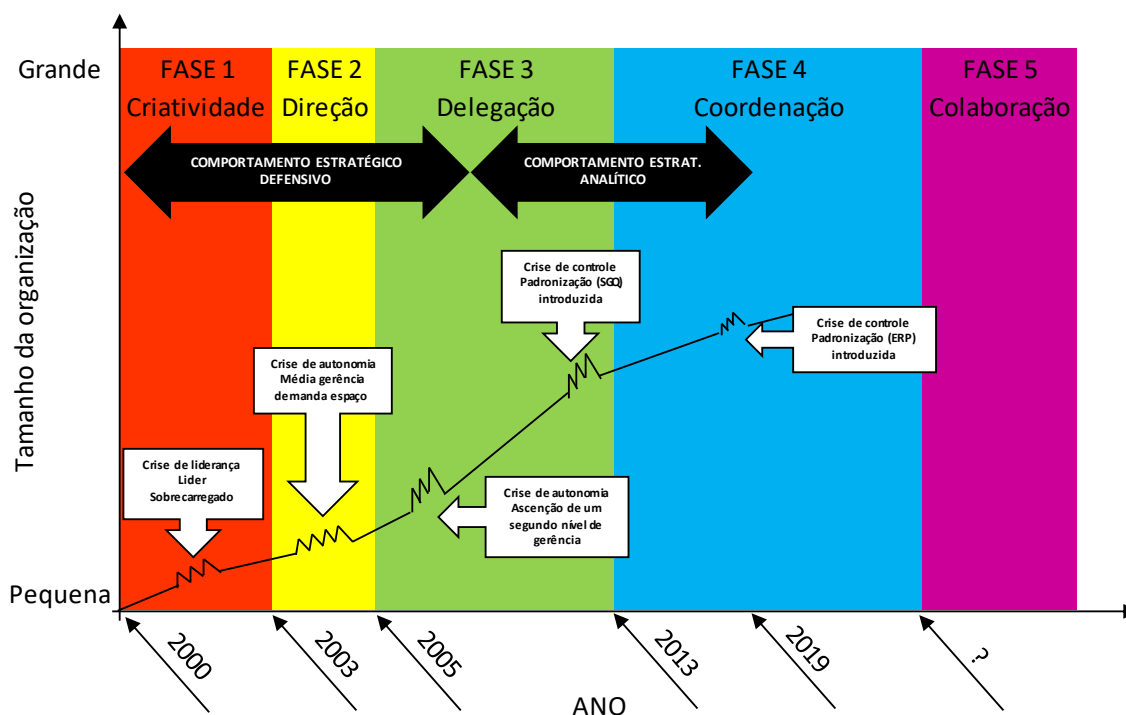 Grande
FASE 1
Criatividade
FASE 2
Direção
FASE 3
Delegação
FASE 4
Coordenação
FASE 5
Colaboração
COMPORTAMENTO ESTRATÉGICO
DEFENSIVO
COMPORTAMENTO ESTRAT.
ANALÍTICO
Tamanho da organização
Crise de controle
Padronização (SGQ)
introduzida
Crise de controle
Padronização (ERP)
introduzida
Crise de autonomia
Média gerência
demanda espaço
Crise de liderança
Lider
Sobrecarregado
Crise de autonomia
Ascenção de um
segundo nível de
gerência
Pequena
2000
2003
2005
2013
2019
?
ANO